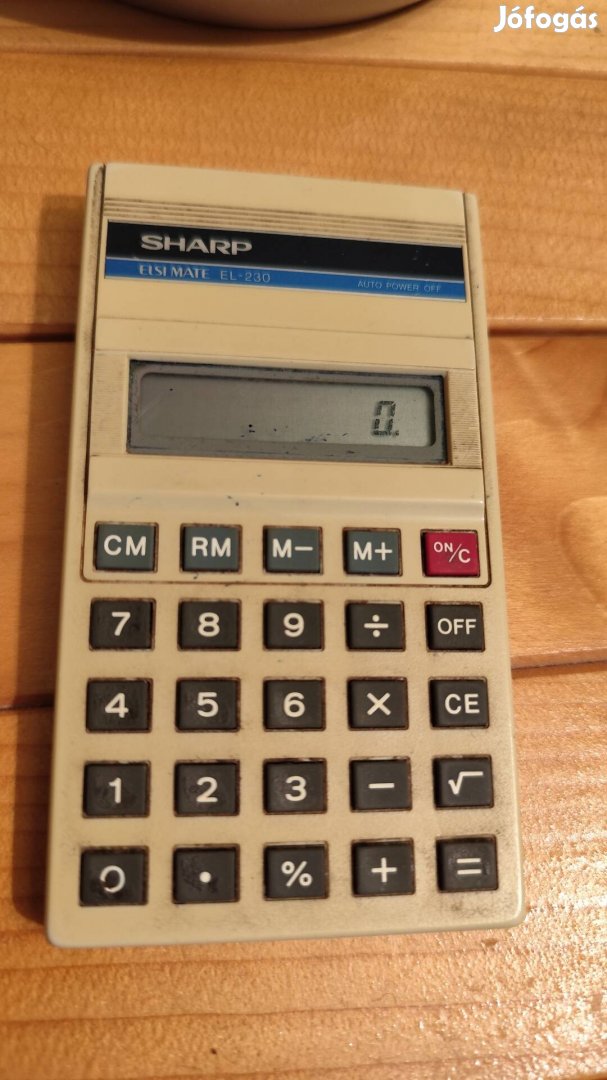 Jófogás
SHARP
ELSI MATE EL-230 AUTO POWER OFF
0.
CM RM M− M+ ON/C
7 8 9 ÷ OFF
4 5 6 × CE
1 2 3 − √
0 • % + =